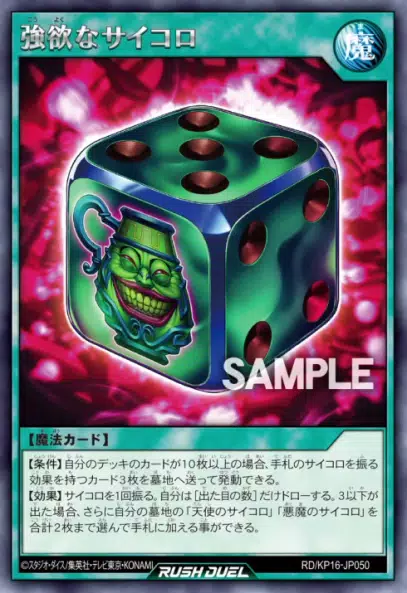 強欲なサイコロ
魔
SAMPLE
【魔法カード】
【条件】自分のデッキのカードが10枚以上の場合、手札のサイコロを振る
効果を持つカード3枚を墓地へ送って発動できる。
【効果】サイコロを1回振る。自分は[出た目の数]だけドローする。3以下が
出た場合、さらに自分の墓地の「天使のサイコロ」「悪魔のサイコロ」を
合計2枚まで選んで手札に加える事ができる。
©スタジオ・ダイス/集英社・テレビ東京・KONAMI
RUSH DUEL
RD/KP16-JP050